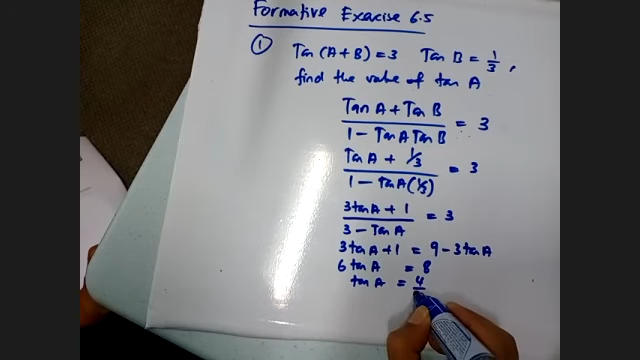 Formative Exercise 6.5
① Tan (A + B) = 3 Tan B = 1/3,
find the value of tan A
(Tan A + Tan B)/(1 - Tan A Tan B) = 3
(Tan A + 1/3)/(1 - Tan A (1/3)) = 3
(3 tan A + 1)/(3 - Tan A) = 3
3 tan A + 1 = 9 - 3 tan A
6 tan A = 8
tan A = 4